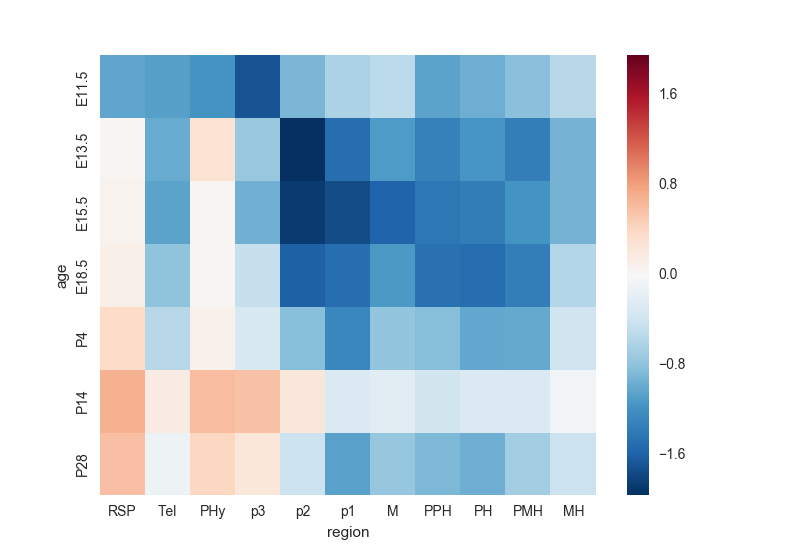 E11.5
E13.5
E15.5
E18.5
P4
P14
P28
age
RSP Tel PHy p3 p2 p1 M PPH PH PMH MH
region
1.6
0.8
0.0
−0.8
−1.6